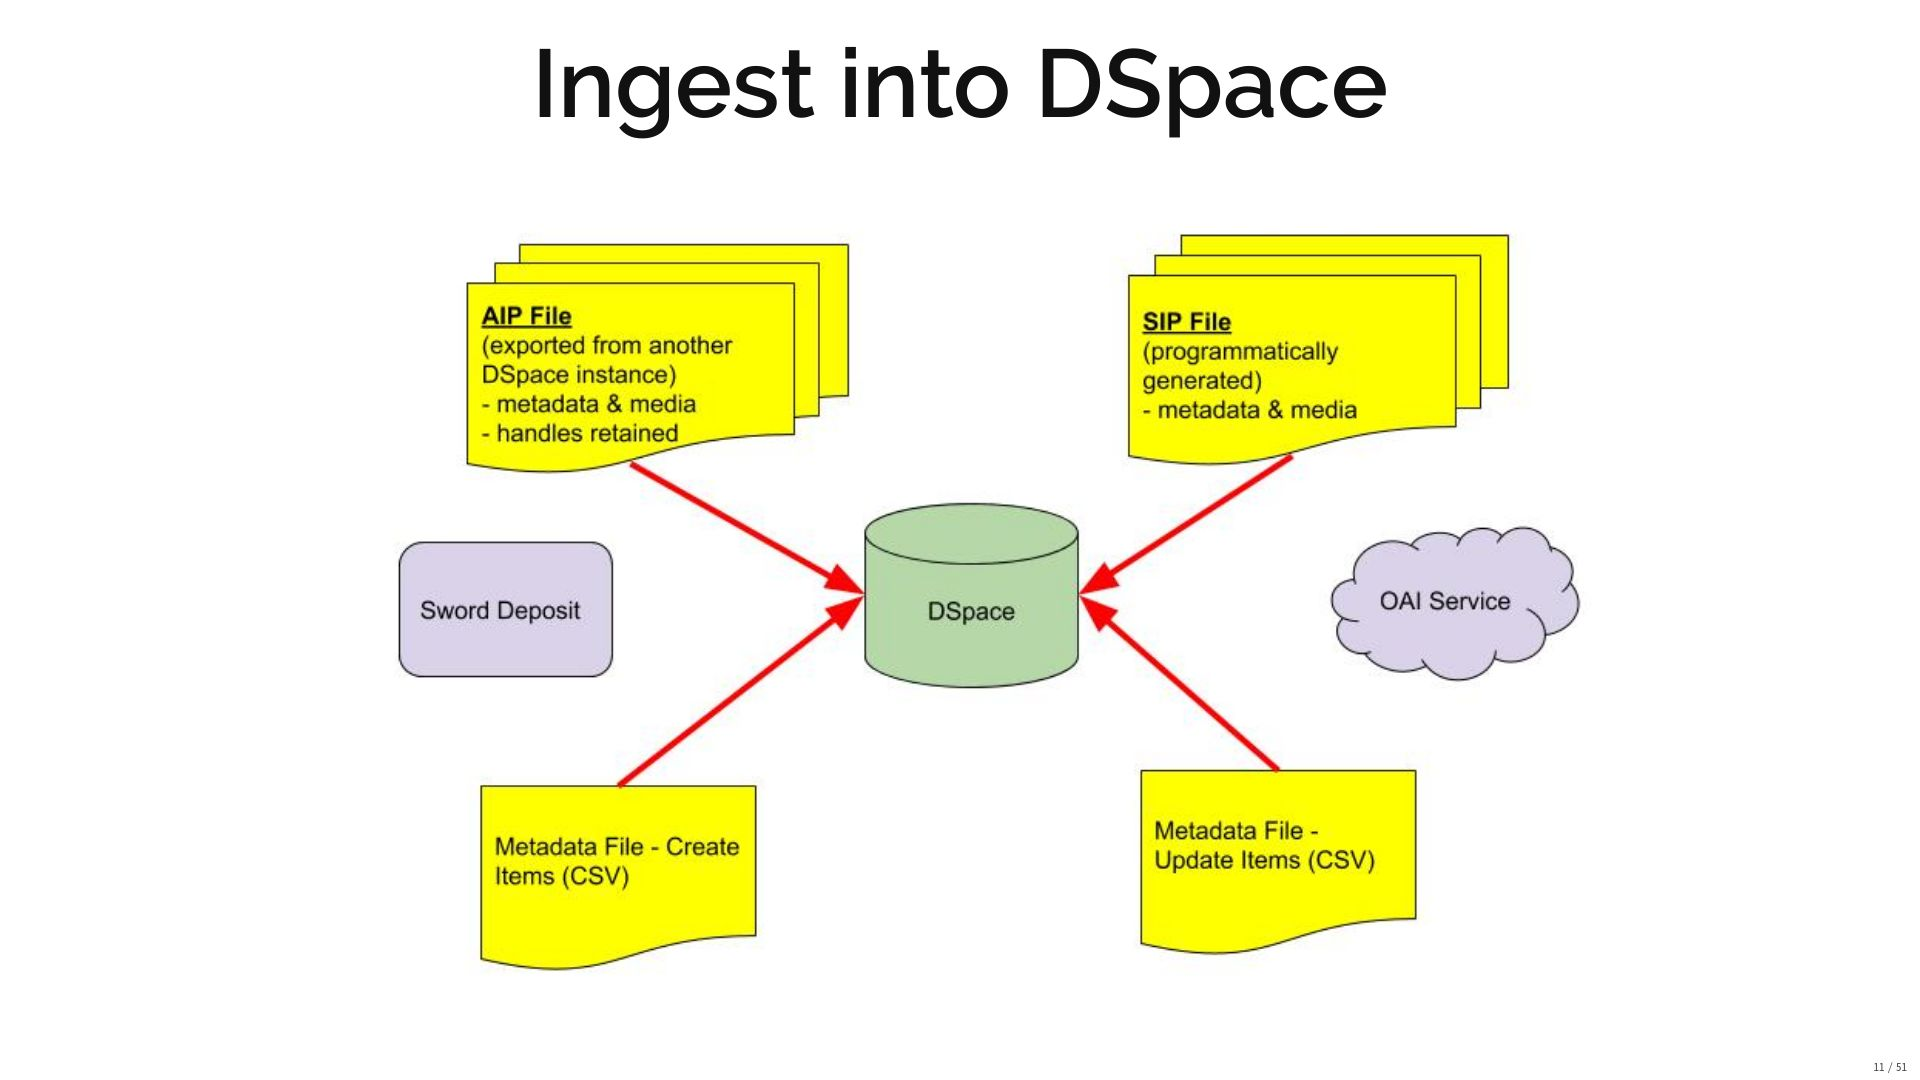 Ingest into DSpace
AIP File
(exported from another
DSpace instance)
- metadata & media
- handles retained
SIP File
(programmatically
generated)
- metadata & media
Sword Deposit
DSpace
OAI Service
Metadata File - Create
Items (CSV)
Metadata File -
Update Items (CSV)
11 / 51